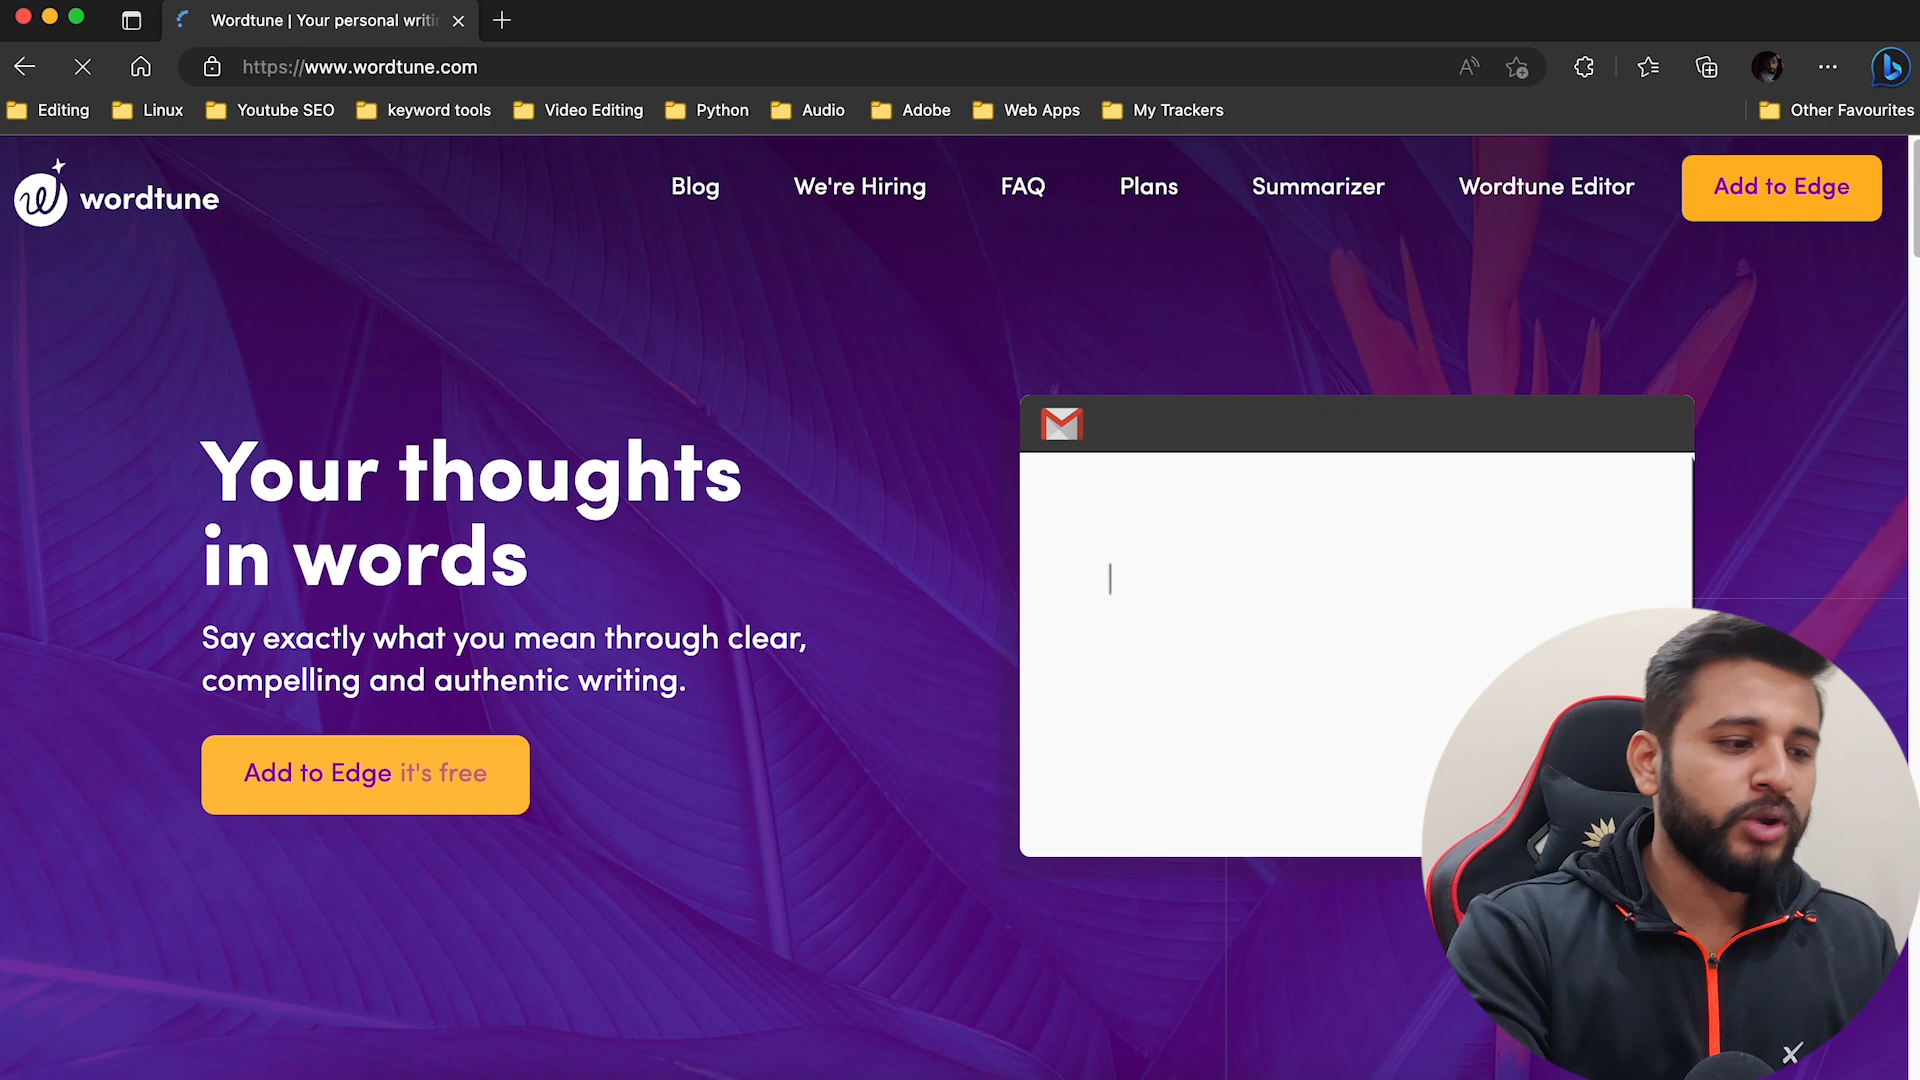 Wordtune | Your personal writi
https://www.wordtune.com
Editing Linux Youtube SEO keyword tools Video Editing Python Audio Adobe Web Apps My Trackers Other Favourites
wordtune Blog We're Hiring FAQ Plans Summarizer Wordtune Editor Add to Edge
Your thoughts
in words
Say exactly what you mean through clear,
compelling and authentic writing.
Add to Edge it's free